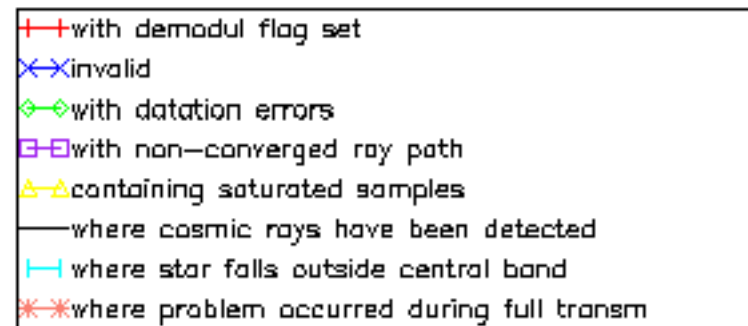 with demodul flag set
invalid
with datation errors
with non-converged ray path
containing saturated samples
where cosmic rays have been detected
where star falls outside central band
where problem occurred during full transm